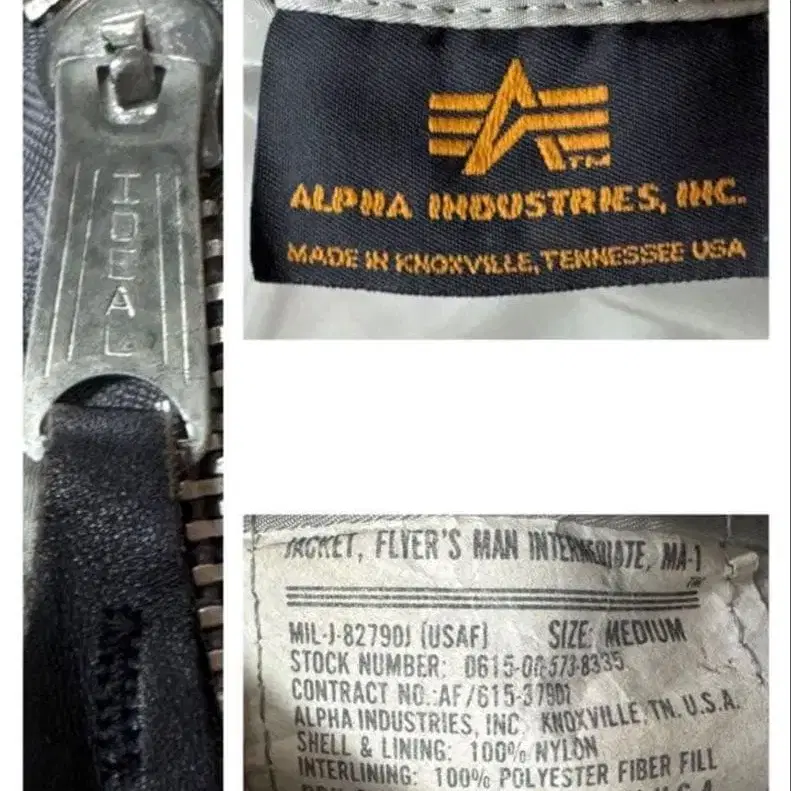 IDEAL
TM
ALPHA INDUSTRIES, INC.
MADE IN KNOXVILLE, TENNESSEE USA
JACKET, FLYER'S MAN INTERMEDIATE, MA-1
MIL-J-8279OJ (USAF) SIZE: MEDIUM
STOCK NUMBER: 0615-00-573-8335
CONTRACT NO.:AF/615-37901
ALPHA INDUSTRIES, INC. KNOXVILLE, TN. U.S.A.
SHELL & LINING: 100% NYLON
INTERLINING: 100% POLYESTER FIBER FILL
U.S.A